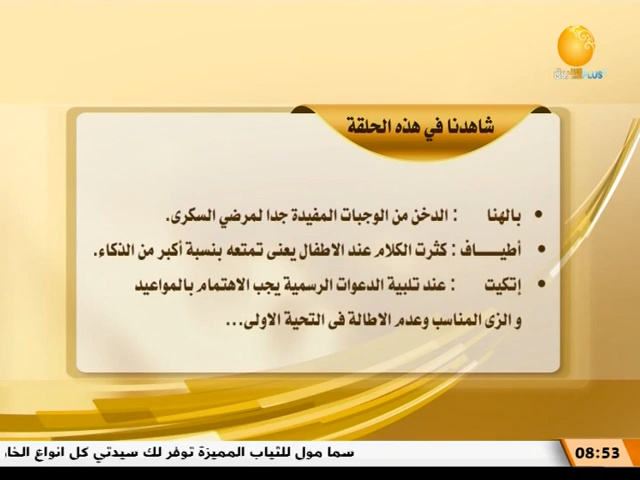 PLUS
شاهدنا في هذه الحلقة
• بالهنا : الدخن من الوجبات المفيدة جدا لمرضي السكرى.
• أطيـــاف : كثرت الكلام عند الاطفال يعنى تمتعه بنسبة أكبر من الذكاء.
• إتكيت : عند تلبية الدعوات الرسمية يجب الاهتمام بالمواعيد
و الزى المناسب وعدم الاطالة فى التحية الاولى...
سما مول للثياب المميزة توفر لك سيدتي كل انواع
08:53